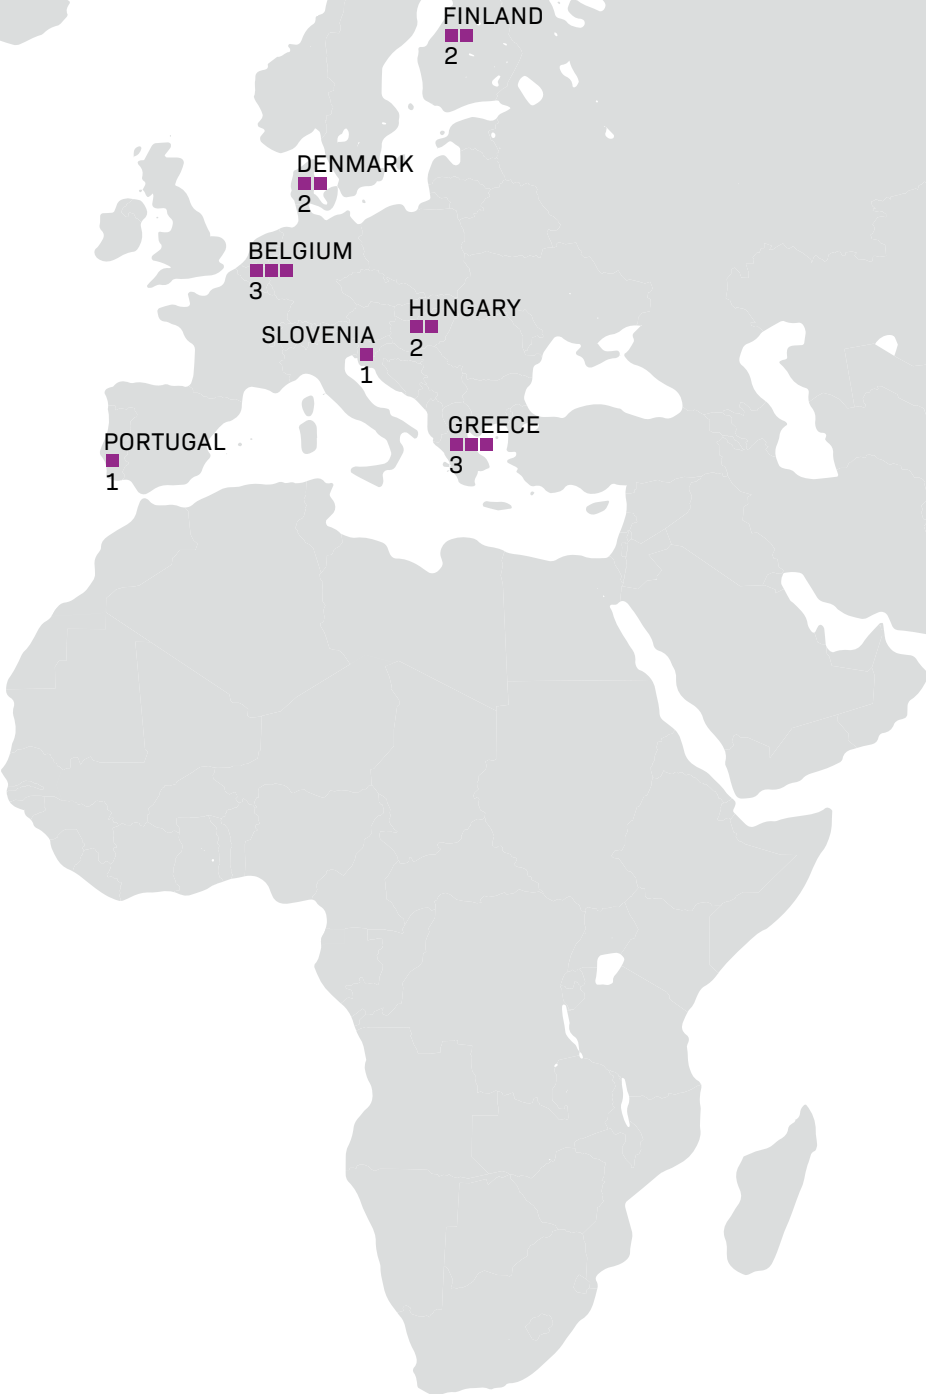 FINLAND
2
DENMARK
2
BELGIUM
3
HUNGARY
2
SLOVENIA
1
GREECE
3
PORTUGAL
1